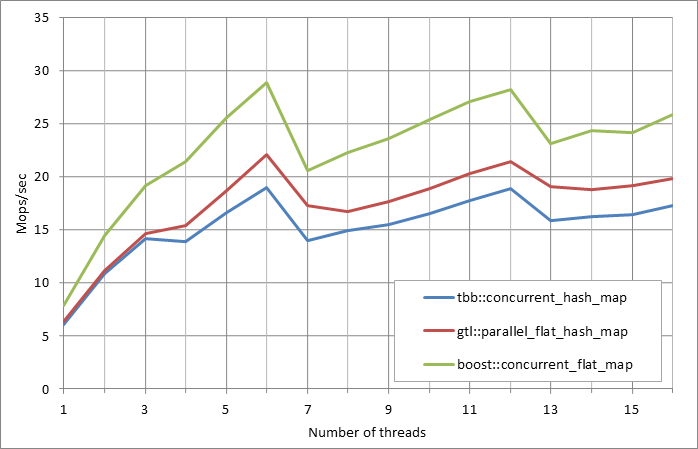 35
30
25
20
15
10
5
0
Mops/sec
tbb::concurrent_hash_map
gtl::parallel_flat_hash_map
boost::concurrent_flat_map
1 3 5 7 9 11 13 15
Number of threads